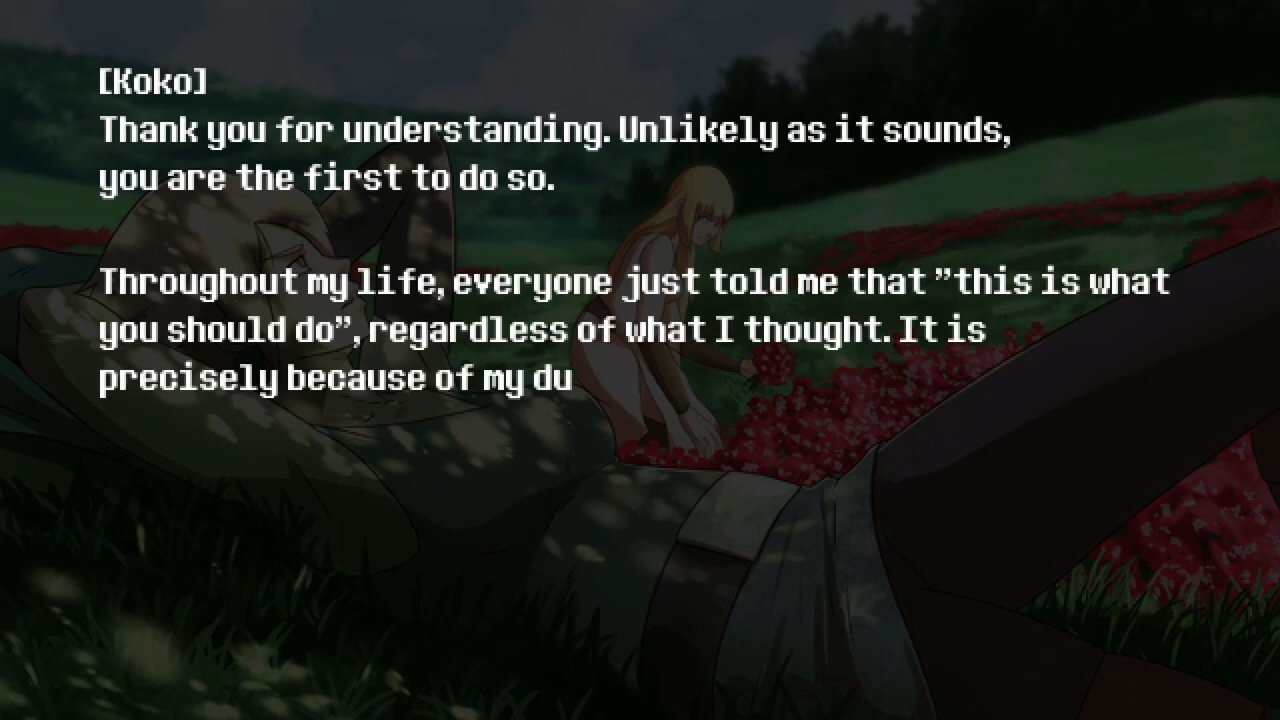 [Koko]
Thank you for understanding. Unlikely as it sounds,
you are the first to do so.
Throughout my life, everyone just told me that ”this is what
you should do”, regardless of what I thought. It is
precisely because of my du